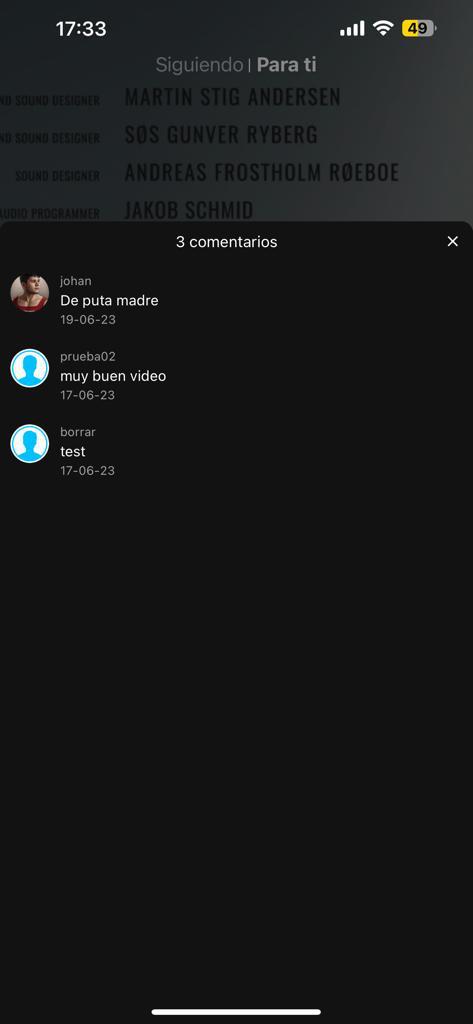 17:33
49
Siguiendo | Para ti
ND SOUND DESIGNER MARTIN STIG ANDERSEN
ND SOUND DESIGNER SØS GUNVER RYBERG
SOUND DESIGNER ANDREAS FROSTHOLM RØEBOE
AUDIO PROGRAMMER JAKOB SCHMID
3 comentarios
johan
De puta madre
19-06-23
prueba02
muy buen video
17-06-23
borrar
test
17-06-23